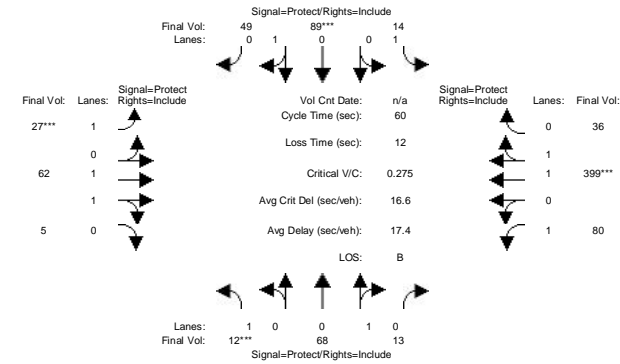 Signal=Protect/Rights=Include
Final Vol: 49 89*** 14
Lanes: 0 1 0 0 1
Signal=Protect
Final Vol: Lanes: Rights=Include
Vol Cnt Date: n/a
Signal=Protect
Rights=Include Lanes: Final Vol:
Cycle Time (sec): 60
27*** 1
0 36
Loss Time (sec): 12
0
1
62 1
Critical V/C: 0.275
1 399***
1
Avg Crit Del (sec/veh): 16.6
0
5 0
Avg Delay (sec/veh): 17.4
1 80
LOS: B
Lanes: 1 0 0 1 0
Final Vol: 12*** 68 13
Signal=Protect/Rights=Include